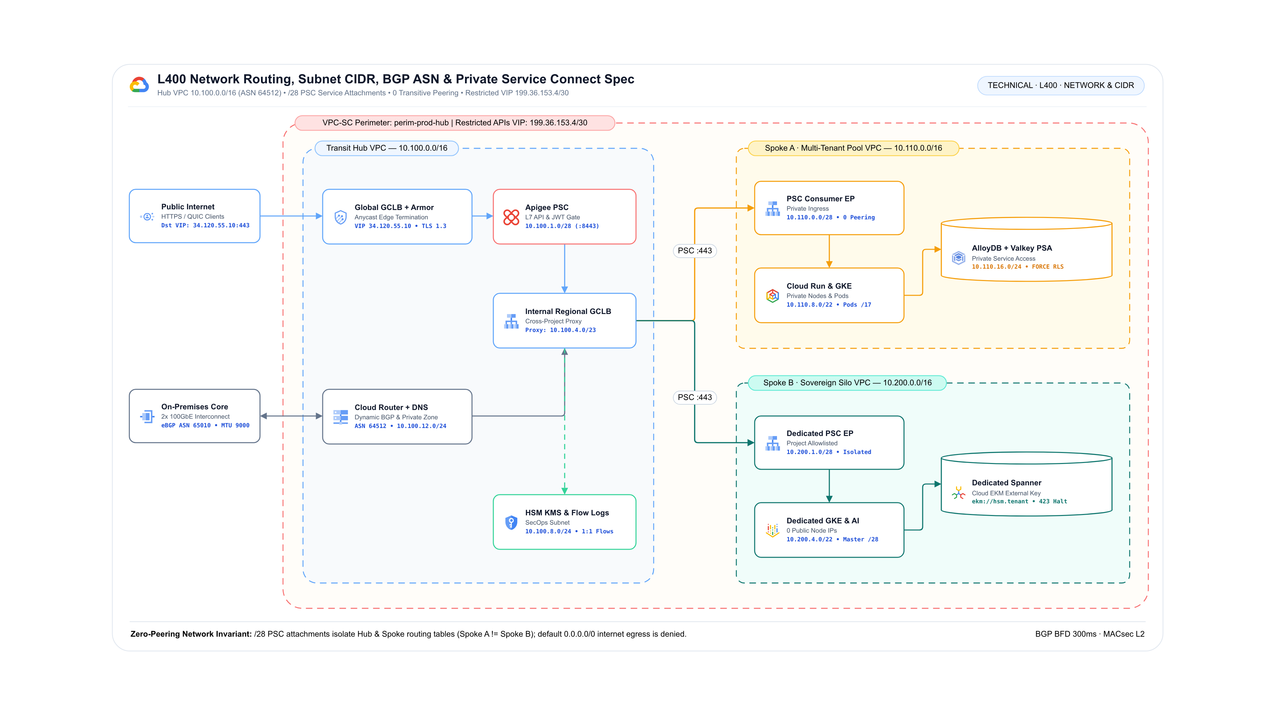 L400 Network Routing, Subnet CIDR, BGP ASN & Private Service Connect Spec
Hub VPC 10.100.0.0/16 (ASN 64512) • /28 PSC Service Attachments • 0 Transitive Peering • Restricted VIP 199.36.153.4/30
TECHNICAL · L400 · NETWORK & CIDR
VPC-SC Perimeter: perim-prod-hub | Restricted APIs VIP: 199.36.153.4/30
Transit Hub VPC — 10.100.0.0/16
Public Internet
HTTPS / QUIC Clients
Dst VIP: 34.120.55.10:443
Global GCLB + Armor
Anycast Edge Termination
VIP 34.120.55.10 • TLS 1.3
Apigee PSC
L7 API & JWT Gate
10.100.1.0/28 (:8443)
Internal Regional GCLB
Cross-Project Proxy
Proxy: 10.100.4.0/23
On-Premises Core
2x 100GbE Interconnect
eBGP ASN 65010 • MTU 9000
Cloud Router + DNS
Dynamic BGP & Private Zone
ASN 64512 • 10.100.12.0/24
HSM KMS & Flow Logs
SecOps Subnet
10.100.8.0/24 • 1:1 Flows
PSC :443
PSC :443
Spoke A · Multi-Tenant Pool VPC — 10.110.0.0/16
PSC Consumer EP
Private Ingress
10.110.0.0/28 • 0 Peering
Cloud Run & GKE
Private Nodes & Pods
10.110.8.0/22 • Pods /17
AlloyDB + Valkey PSA
Private Service Access
10.110.16.0/24 • FORCE RLS
Spoke B · Sovereign Silo VPC — 10.200.0.0/16
Dedicated PSC EP
Project Allowlisted
10.200.1.0/28 • Isolated
Dedicated GKE & AI
0 Public Node IPs
10.200.4.0/22 • Master /28
Dedicated Spanner
Cloud EKM External Key
ekm://hsm.tenant • 423 Halt
Zero-Peering Network Invariant: /28 PSC attachments isolate Hub & Spoke routing tables (Spoke A != Spoke B); default 0.0.0.0/0 internet egress is denied.
BGP BFD 300ms · MACsec L2